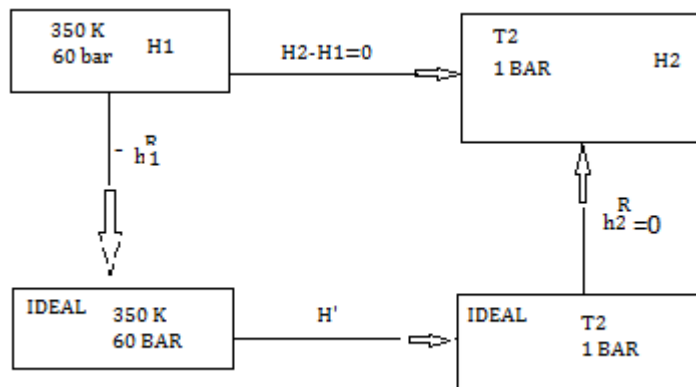 350 K
60 bar
H1
H2-H1=0
T2
1 BAR
H2
- h1 R
R
h2 =0
IDEAL
350 K
60 BAR
H'
IDEAL
T2
1 BAR